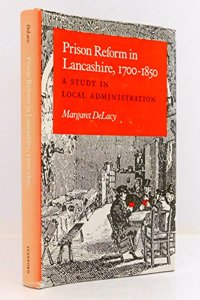 DeLacy
Prison Reform in Lancashire, 1700-1850
STANFORD
Prison Reform in
Lancashire, 1700-1850
A STUDY IN
LOCAL ADMINISTRATION
Margaret DeLacy